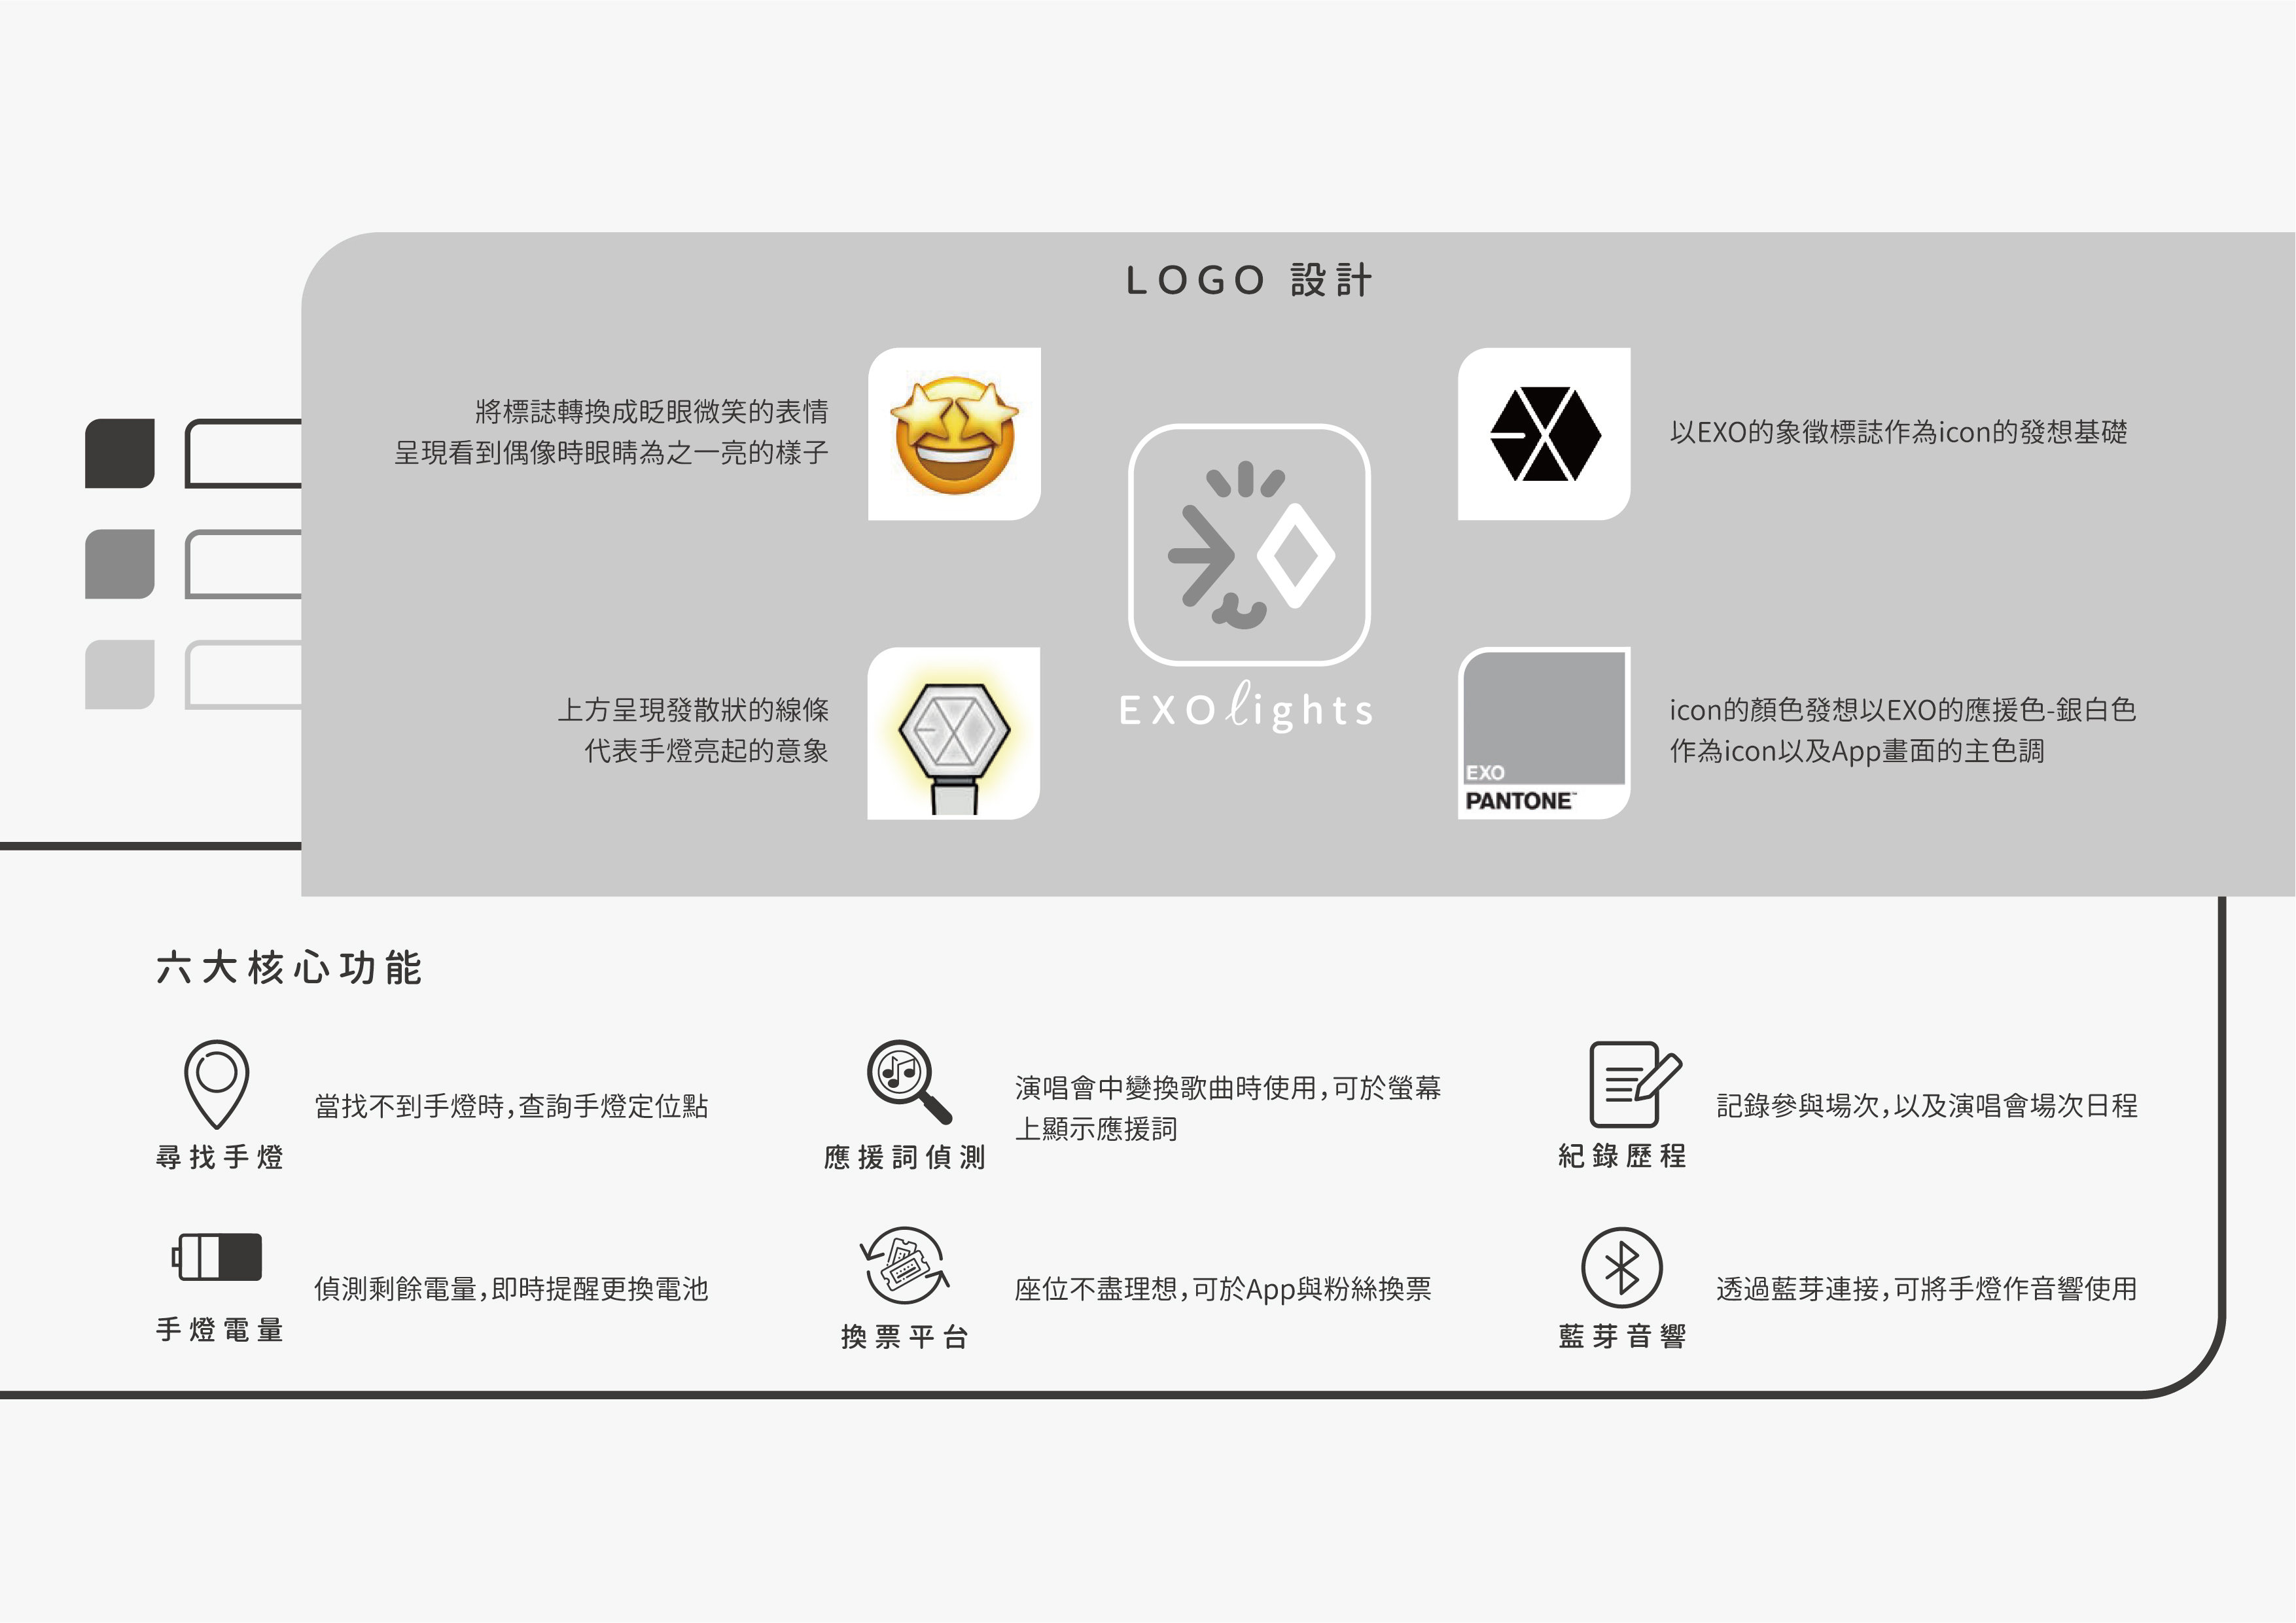 LOGO 設計
將標誌轉換成眨眼微笑的表情
呈現看到偶像時眼睛為之一亮的樣子
以EXO的象徵標誌作為icon的發想基礎
EXOlights
上方呈現發散狀的線條
代表手燈亮起的意象
EXO
PANTONE™
icon的顏色發想以EXO的應援色-銀白色
作為icon以及App畫面的主色調
六大核心功能
尋找手燈
當找不到手燈時,查詢手燈定位點
應援詞偵測
演唱會中變換歌曲時使用,可於螢幕
上顯示應援詞
紀錄歷程
記錄參與場次,以及演唱會場次日程
手燈電量
偵測剩餘電量,即時提醒更換電池
換票平台
座位不盡理想,可於App與粉絲換票
藍芽音響
透過藍芽連接,可將手燈作音響使用